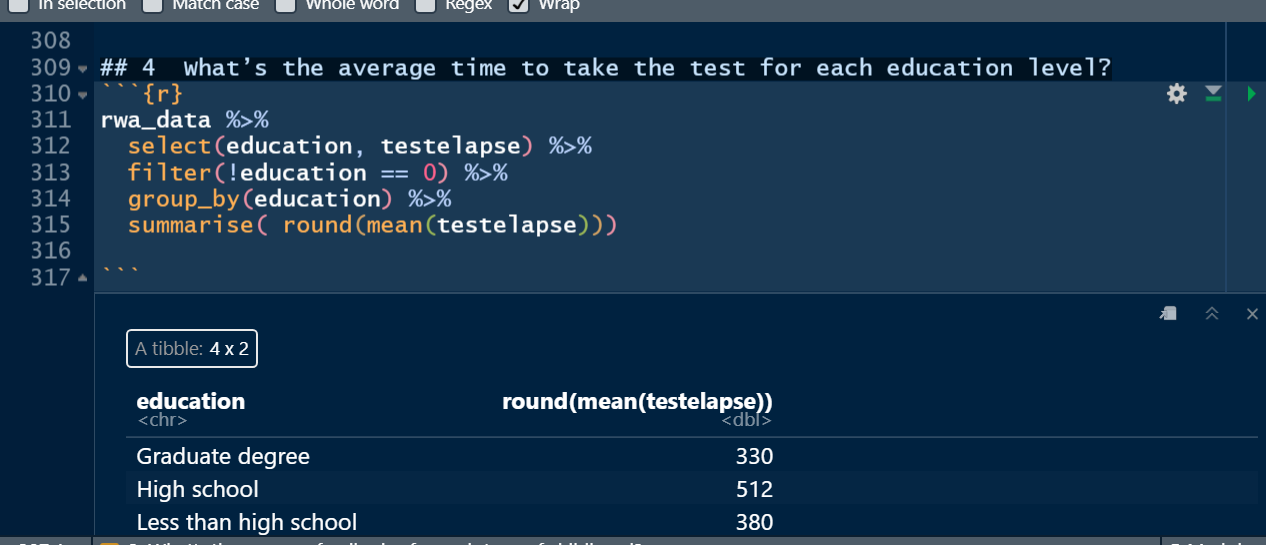 In selection Match case Whole word Regex Wrap
308
309 ## 4  What’s the average time to take the test for each education level?
310 ```{r}
311 rwa_data %>%
312   select(education, testelapse) %>%
313   filter(!education == 0) %>%
314   group_by(education) %>%
315   summarise( round(mean(testelapse)))
316
317 ```
A tibble: 4 x 2
education round(mean(testelapse))
<chr> <dbl>
Graduate degree 330
High school 512
Less than high school 380